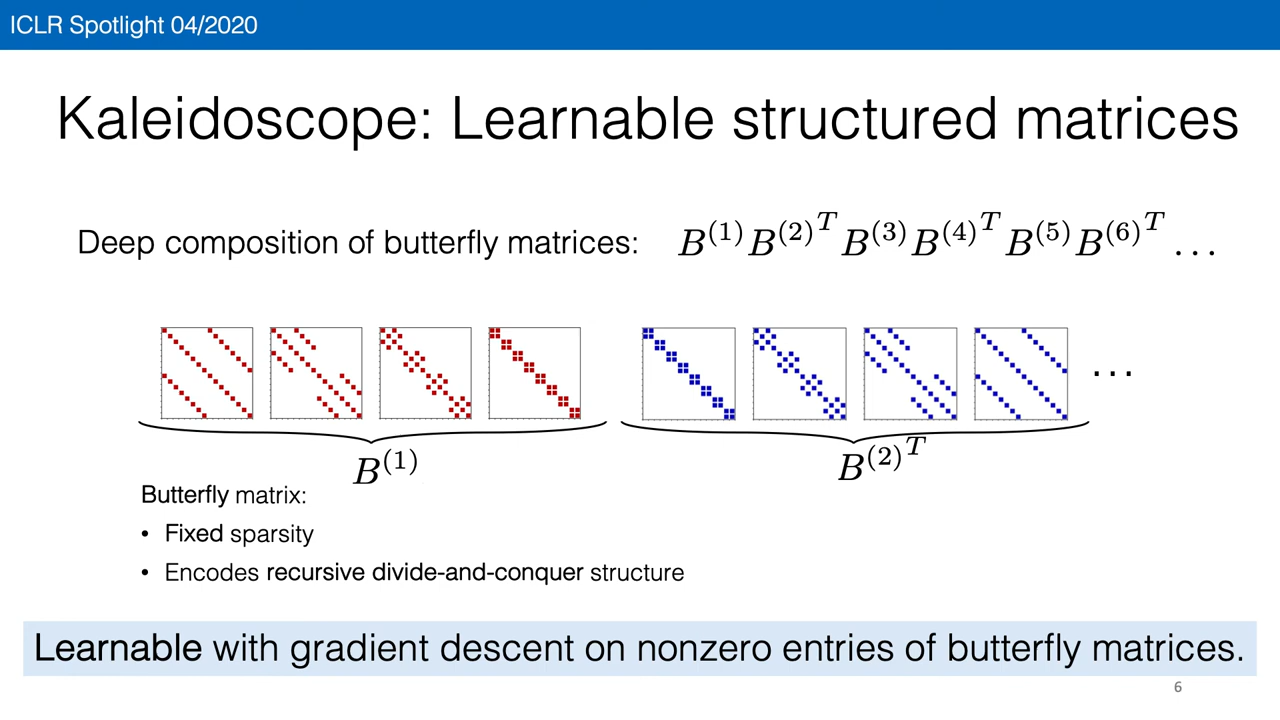 ICLR Spotlight 04/2020
Kaleidoscope: Learnable structured matrices
Deep composition of butterfly matrices: $B^{(1)}B^{(2)^T}B^{(3)}B^{(4)^T}B^{(5)}B^{(6)^T}\ldots$
...
$B^{(1)}$ $B^{(2)^T}$
Butterfly matrix:
• Fixed sparsity
• Encodes recursive divide-and-conquer structure
Learnable with gradient descent on nonzero entries of butterfly matrices.
6